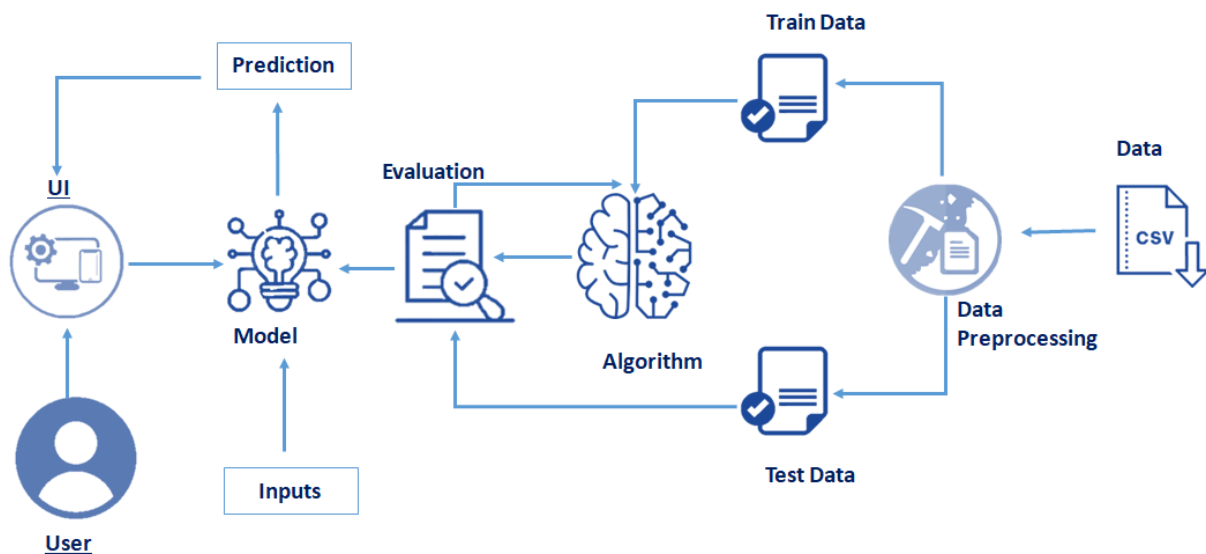 Train Data
Prediction
Data
Evaluation
UI
CSV
Model
Data
Preprocessing
Algorithm
Test Data
Inputs
User